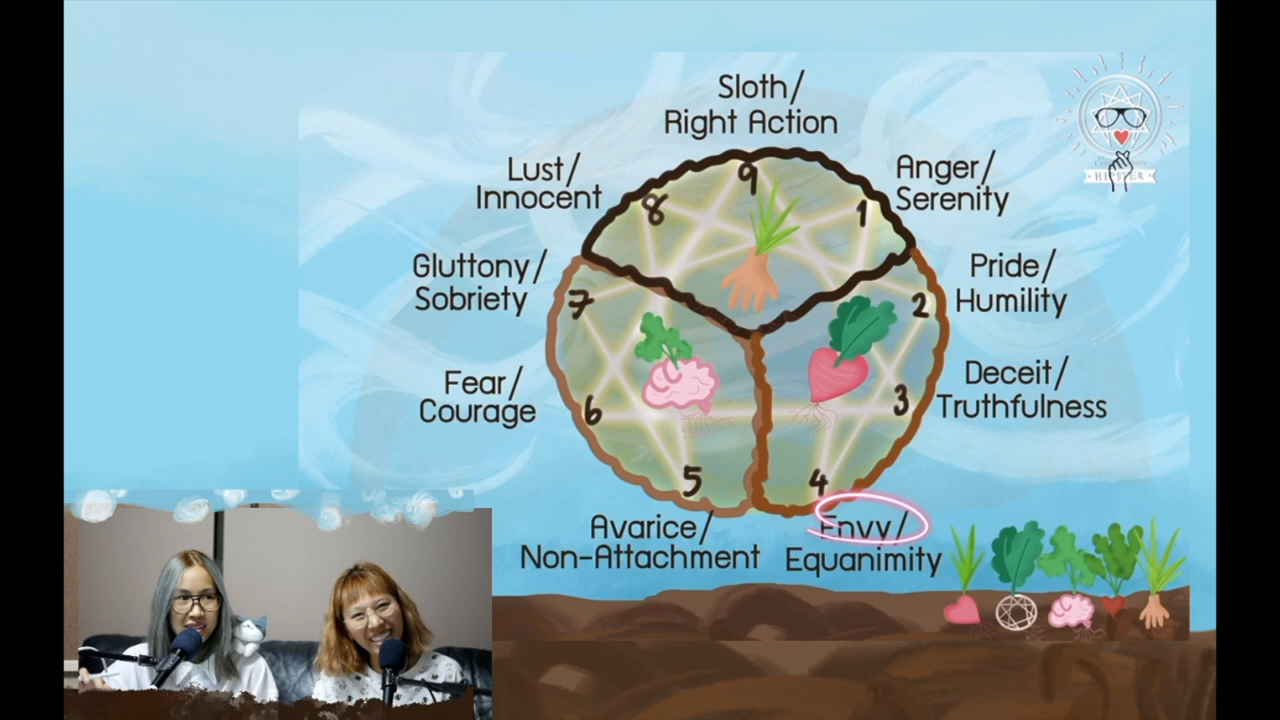 Sloth/
Right Action
Lust/
Innocent
Anger/
Serenity
9
8
1
Gluttony/
Sobriety
Pride/
Humility
7
2
Fear/
Courage
Deceit/
Truthfulness
6
3
5
4
Avarice/
Non-Attachment
Envy/
Equanimity
HIPSTER